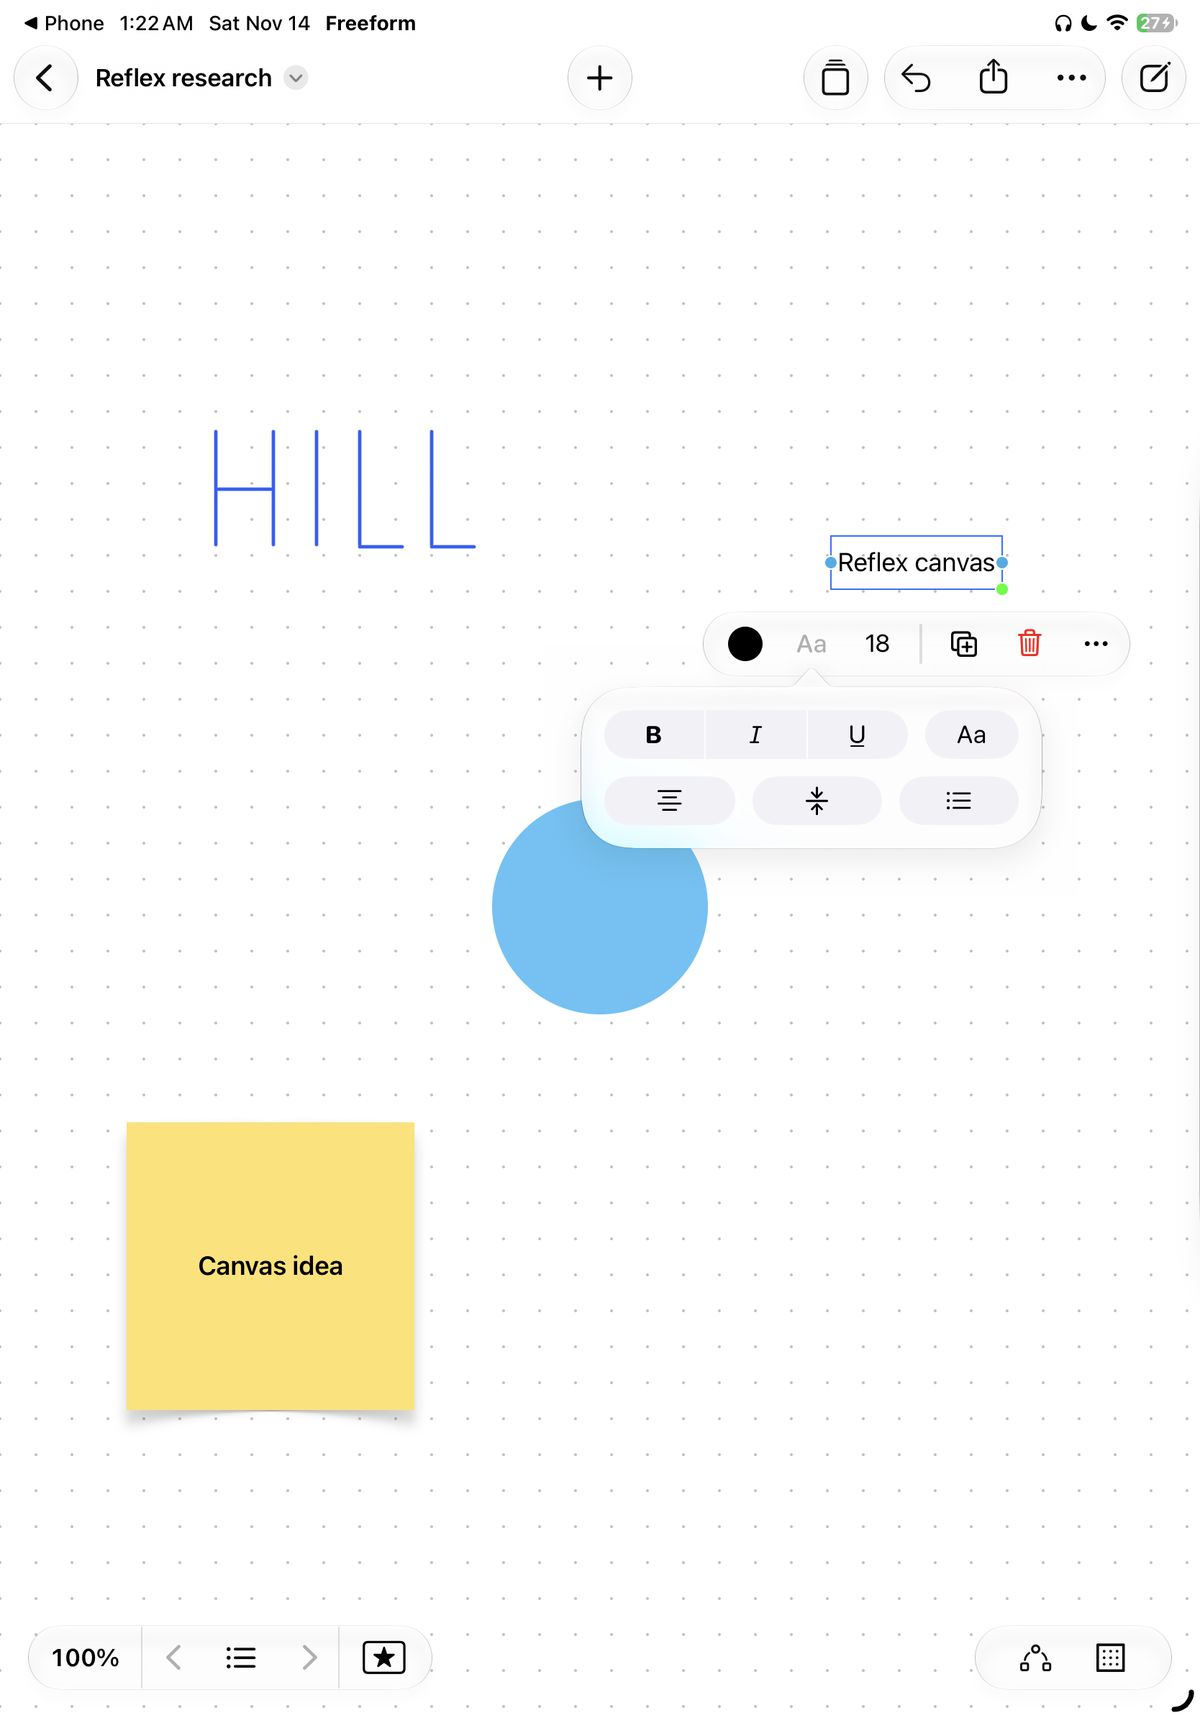 Phone 1:22 AM Sat Nov 14 Freeform 27
Reflex research
HILL
Reflex canvas
Aa 18
B I U Aa
Canvas idea
100%